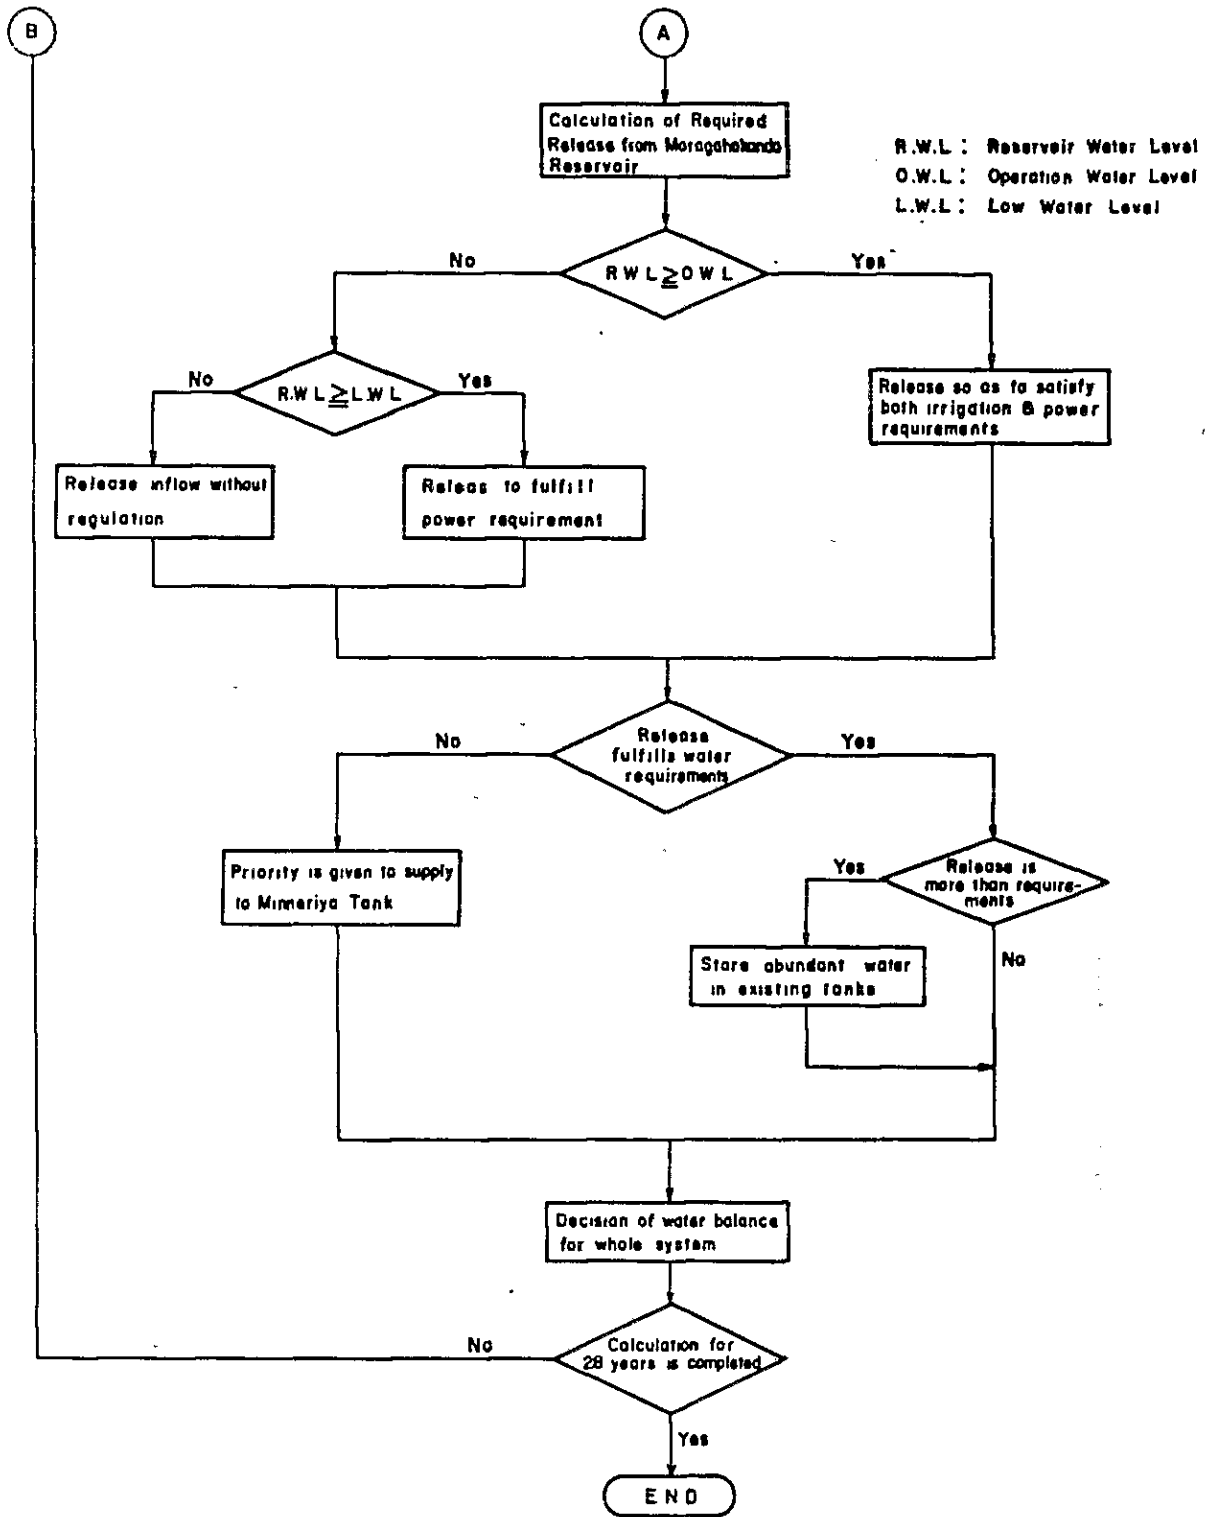 B
A
Calculation of Required
Release from Moragahakanda
Reservoir
R.W.L : Reservoir Water Level
O.W.L : Operation Water Level
L.W.L : Low Water Level
No
R W L ≧ O W L
Yes
No
R.W L ≧ L.W L
Yes
Release so as to satisfy
both irrigation & power
requirements
Release inflow without
regulation
Releas to fulfill
power requirement
No
Release
fulfills water
requirements
Yes
Priority is given to supply
to Minneriya Tank
Yes
Release is
more than require-
ments
Store abundant water
in existing tanks
No
Decision of water balance
for whole system
No
Calculation for
28 years is completed
Yes
E N D